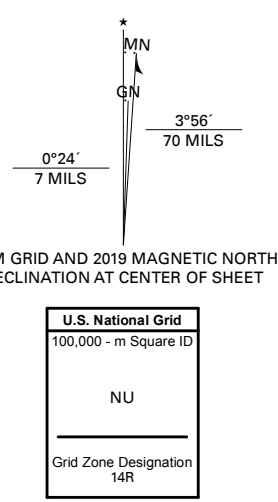 ★
MN
GN
3°56´
70 MILS
0°24´
7 MILS
M GRID AND 2019 MAGNETIC NORTH
ECLINATION AT CENTER OF SHEET
U.S. National Grid
100,000 - m Square ID
NU
Grid Zone Designation
14R